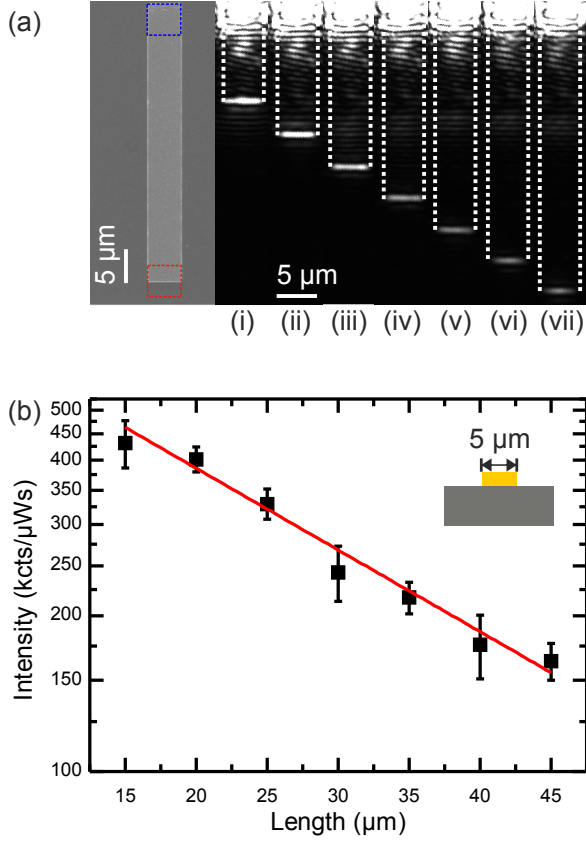 (a)
5 µm
5 µm
(i) (ii) (iii) (iv) (v) (vi) (vii)
(b)
Intensity (kcts/µWs)
500
450
400
350
300
250
200
150
100
5 µm
15 20 25 30 35 40 45
Length (µm)